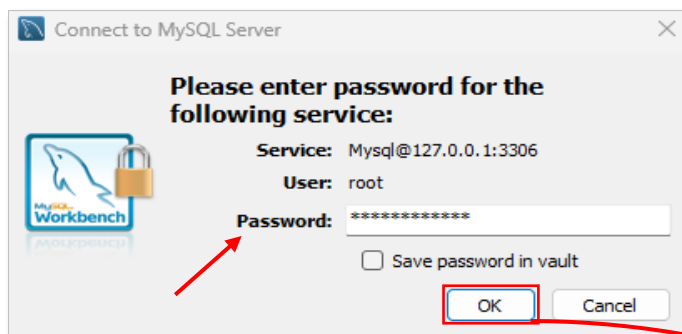 Connect to MySQL Server
Please enter password for the
following service:
Service: Mysql@127.0.0.1:3306
User: root
MySQL
Workbench
Password: ************
Save password in vault
OK Cancel